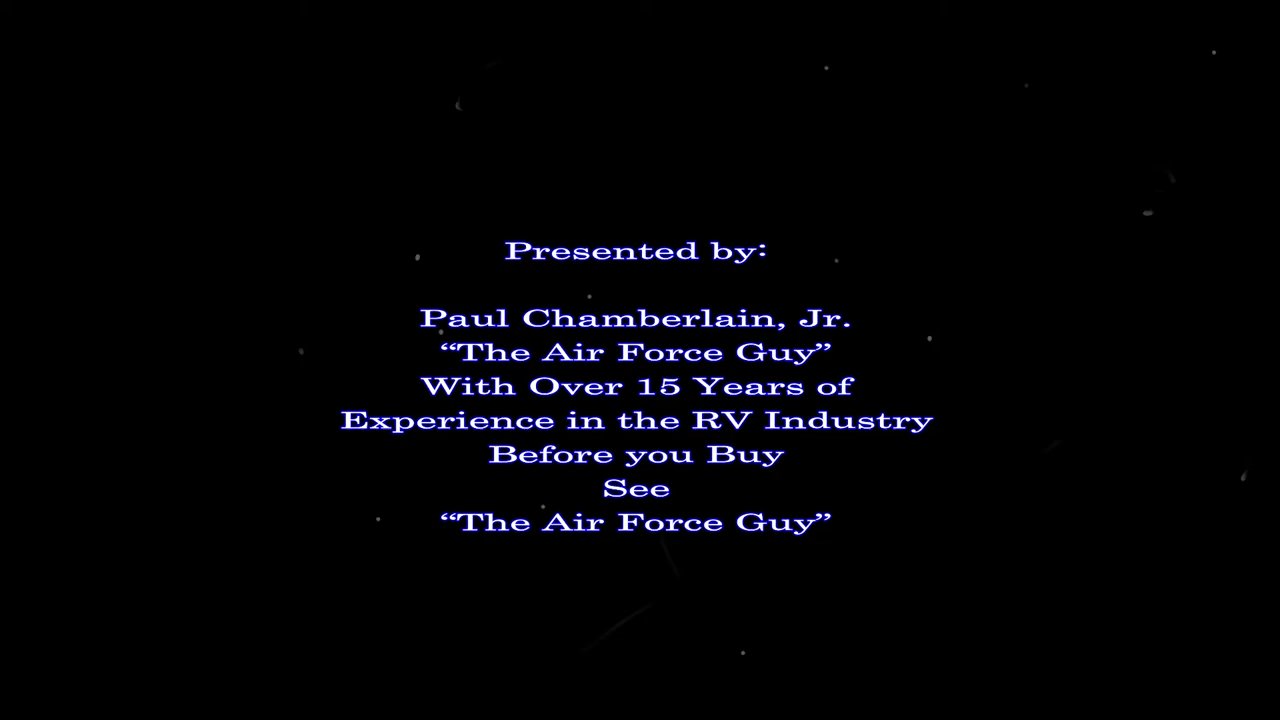 Presented by:
Paul Chamberlain, Jr.
“The Air Force Guy”
With Over 15 Years of
Experience in the RV Industry
Before you Buy
See
“The Air Force Guy”